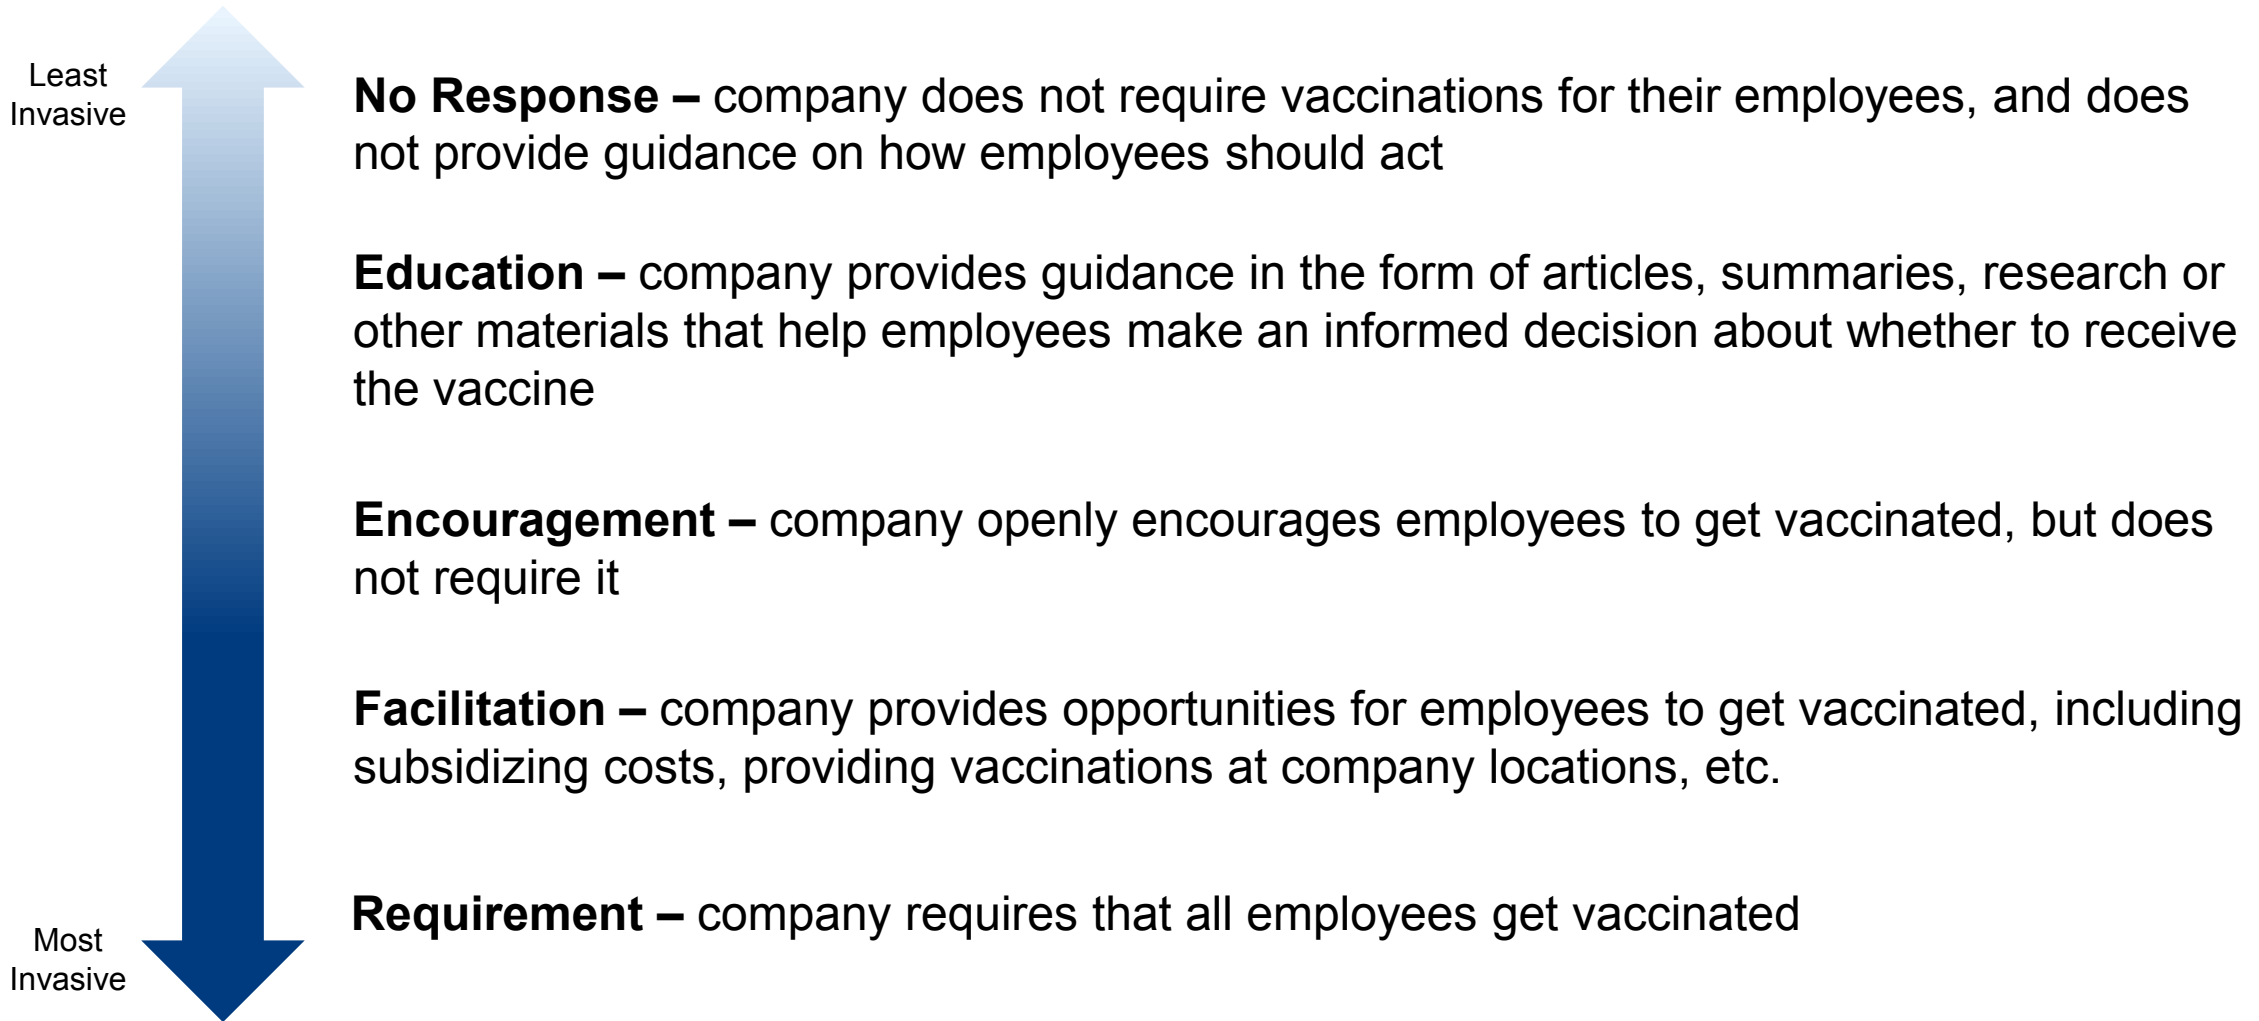 Least
Invasive
No Response – company does not require vaccinations for their employees, and does
not provide guidance on how employees should act
Education – company provides guidance in the form of articles, summaries, research or
other materials that help employees make an informed decision about whether to receive
the vaccine
Encouragement – company openly encourages employees to get vaccinated, but does
not require it
Facilitation – company provides opportunities for employees to get vaccinated, including
subsidizing costs, providing vaccinations at company locations, etc.
Requirement – company requires that all employees get vaccinated
Most
Invasive